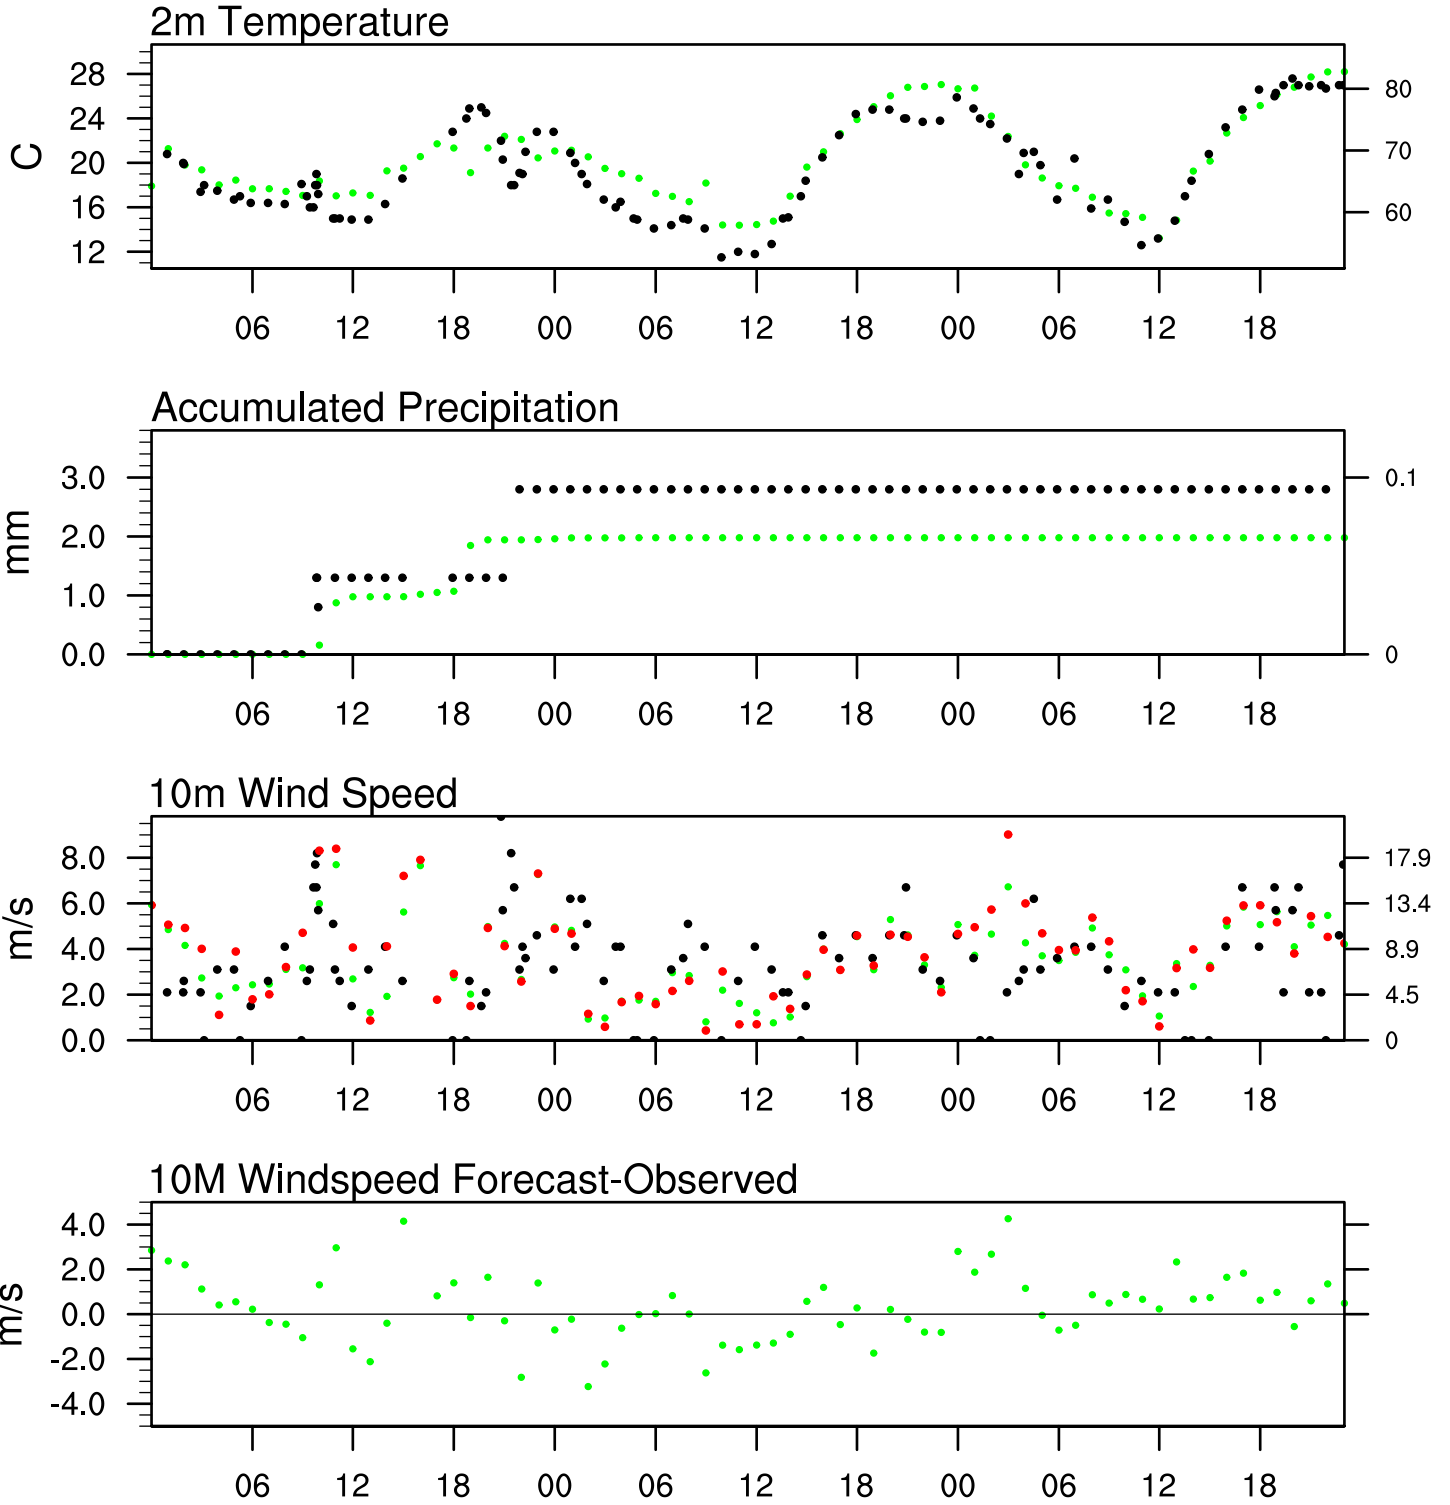 2m Temperature
28
24
20
16
12
C
80
70
60
06 12 18 00 06 12 18 00 06 12 18
Accumulated Precipitation
3.0
2.0
1.0
0.0
mm
0.1
0
06 12 18 00 06 12 18 00 06 12 18
10m Wind Speed
8.0
6.0
4.0
2.0
0.0
m/s
17.9
13.4
8.9
4.5
0
06 12 18 00 06 12 18 00 06 12 18
10M Windspeed Forecast-Observed
4.0
2.0
0.0
-2.0
-4.0
m/s
06 12 18 00 06 12 18 00 06 12 18